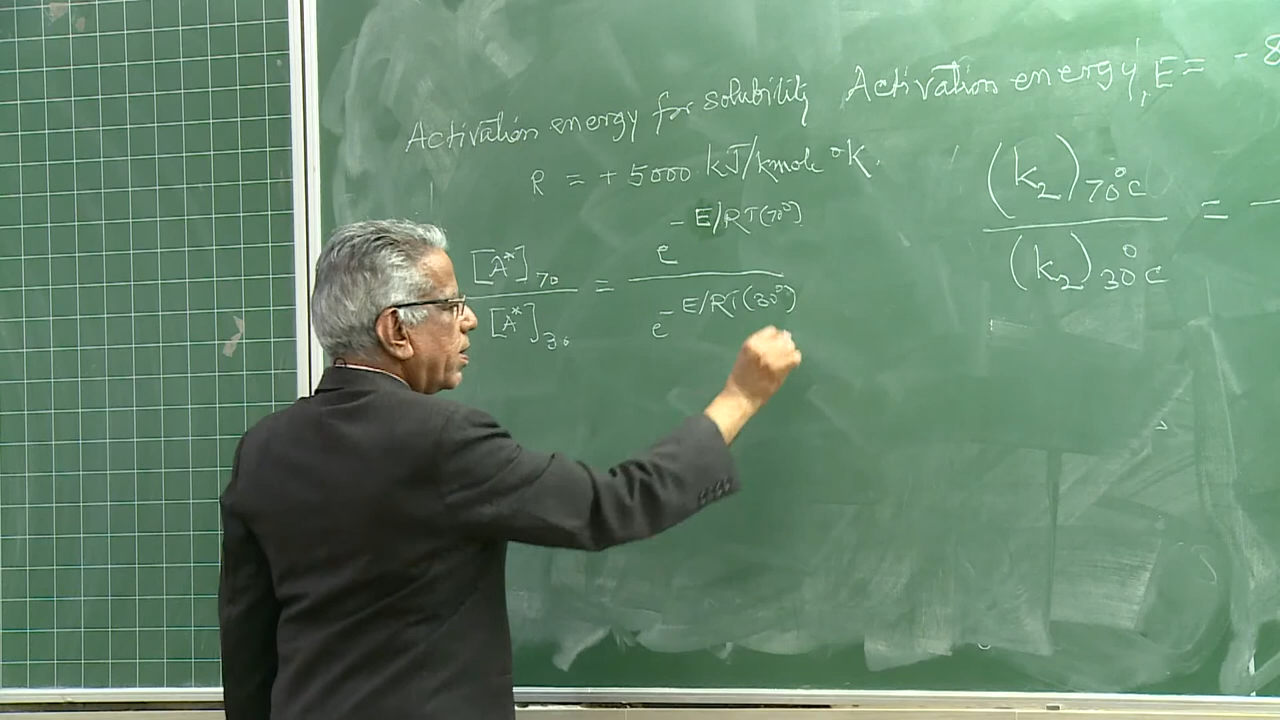 Activation energy for solubility
R = + 5000 kJ/kmole °K
[A*]70 / [A*]30 = e^-E/RT(70°) / e^-E/RT(30°)
Activation energy, E = - 8
(k2)70°C / (k2)30°C =